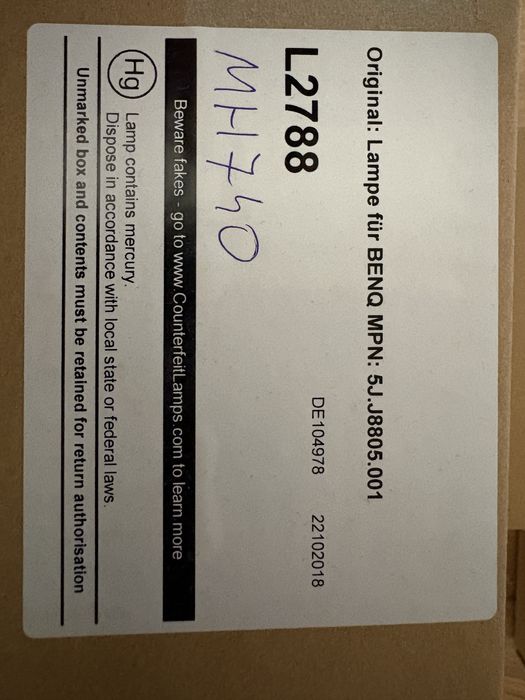 Original: Lampe für BENQ MPN: 5J.J8805.001
DE104978 22102018
L2788
MH740
Beware fakes - go to www.CounterfeitLamps.com to learn more
Hg
Lamp contains mercury.
Dispose in accordance with local state or federal laws.
Unmarked box and contents must be retained for return authorisation